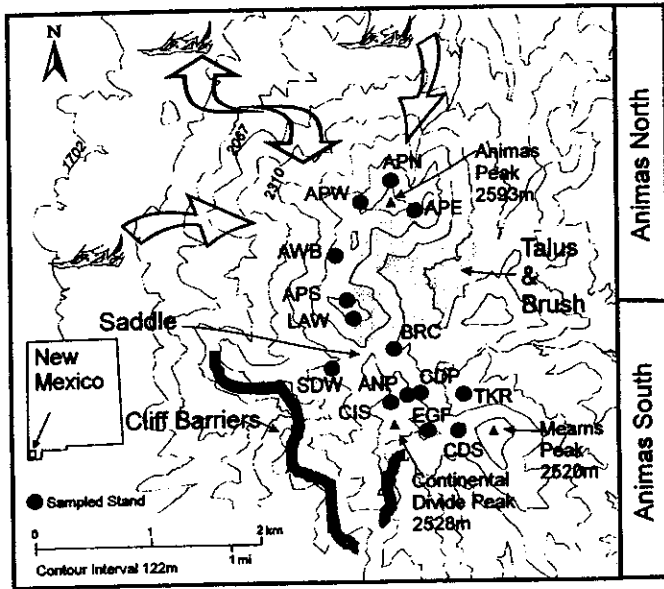 N
1702
2067
2310
APN
Animas
Peak
2593m
APW
APE
AWB
Talus
&
Brush
APS
LAW
Saddle
BRC
New
Mexico
SDW
ANP
CDP
TKR
CIS
EGF
Cliff Barriers
CDS
Mearns
Peak
2520m
Continental
Divide Peak
2528m
Sampled Stand
0
1
2 km
1 mi
Contour Interval 122m
Animas North
Animas South